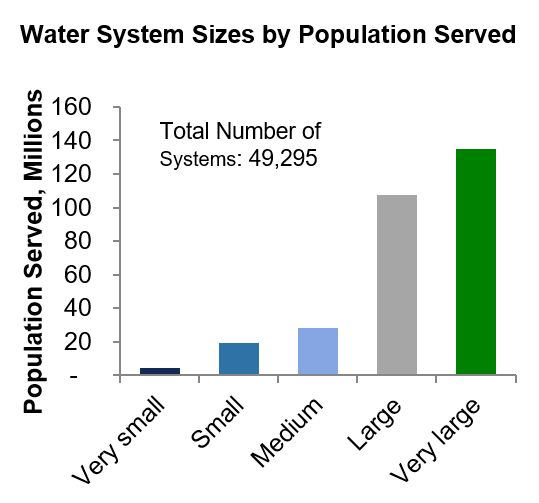 Water System Sizes by Population Served
Population Served, Millions
160
140
120
100
80
60
40
20
-
Total Number of
Systems: 49,295
Very small
Small
Medium
Large
Very large